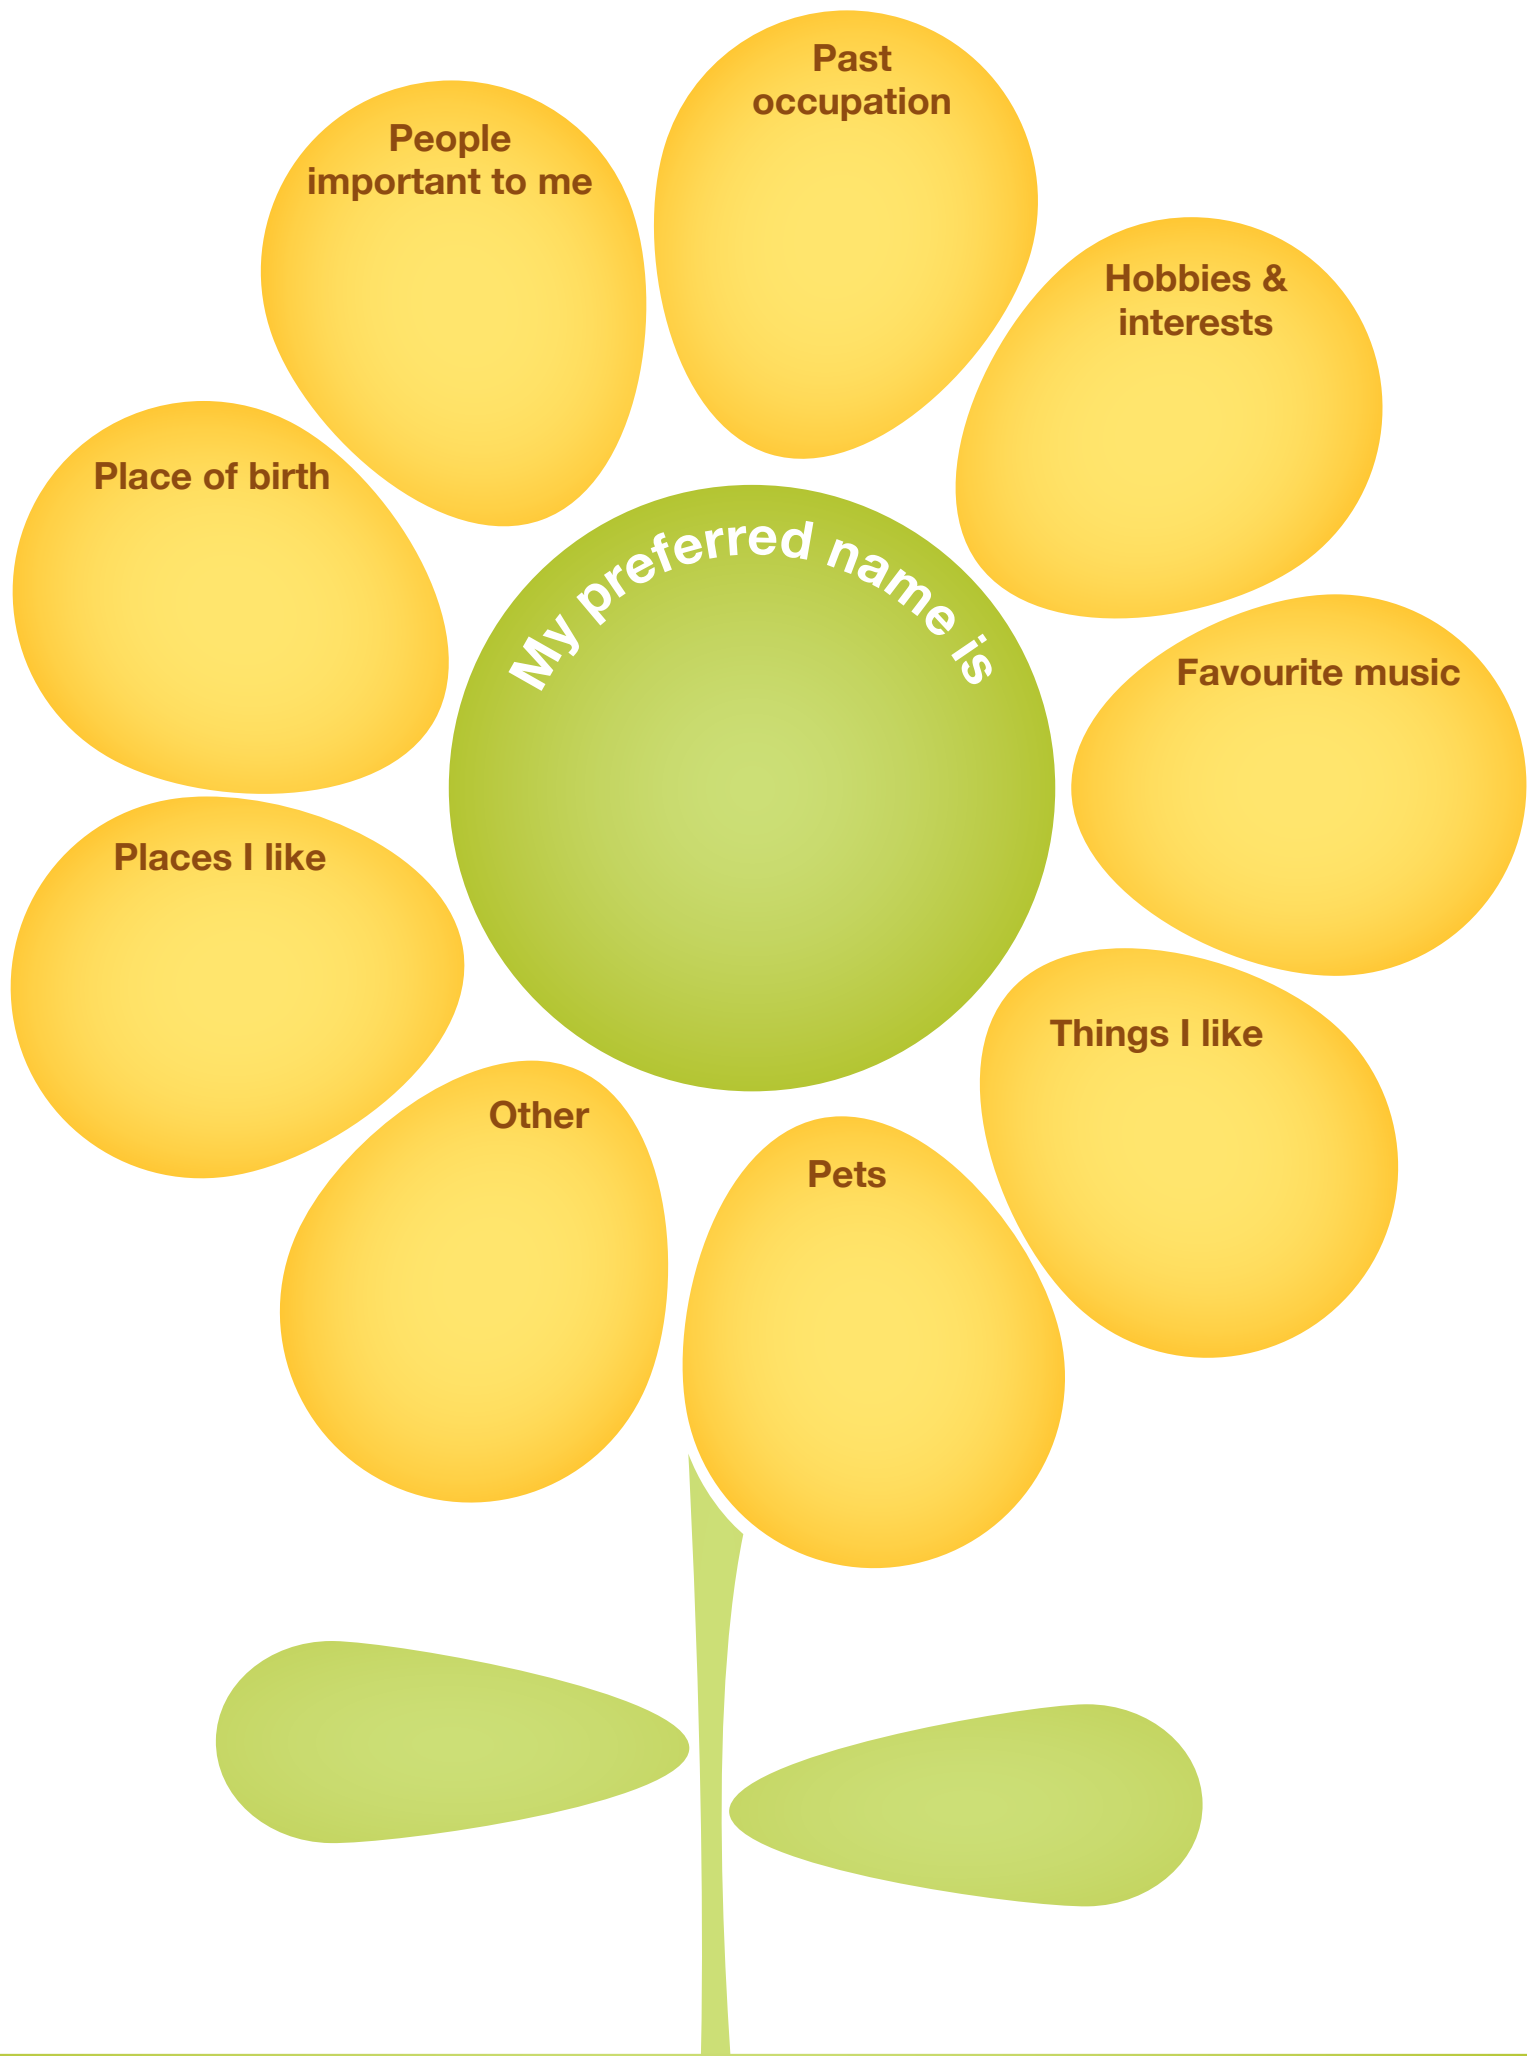 Past
occupation
People
important to me
Hobbies &
interests
Place of birth
My preferred name is
Favourite music
Places I like
Things I like
Other
Pets